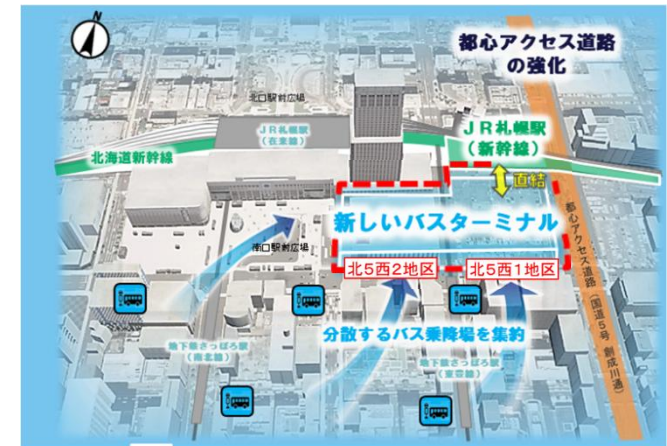 N
都心アクセス道路
の強化
北口駅前広場
JR札幌駅
(在来線)
JR札幌駅
(新幹線)
北海道新幹線
直結
新しいバスターミナル
南口駅前広場
北5西2地区
北5西1地区
都心アクセス道路(国道5号 創成川通)
分散するバス乗降場を集約
地下鉄さっぽろ駅
(南北線)
地下鉄さっぽろ駅
(東豊線)